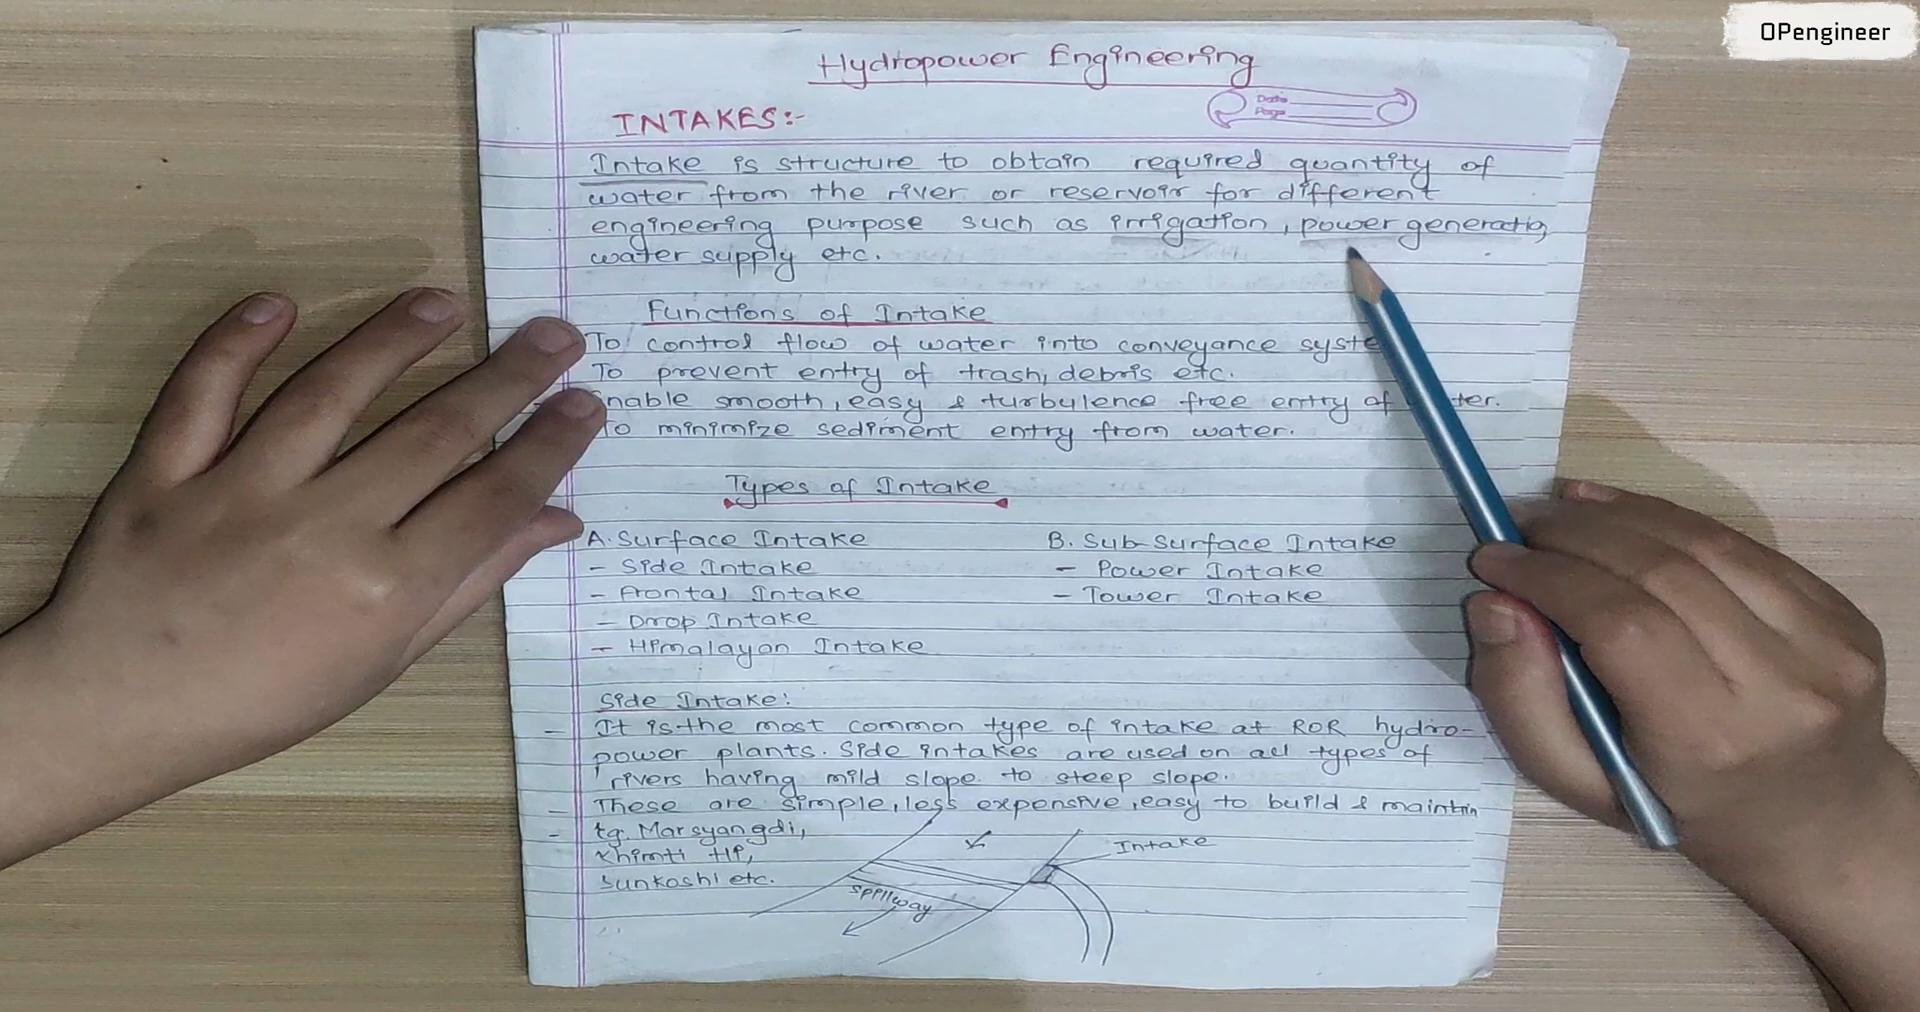 OPengineer
Hydropower Engineering
Date
Page
INTAKES:-
Intake is structure to obtain required quantity of
water from the river or reservoir for different
engineering purpose such as irrigation, power generatio
water supply etc.
Functions of Intake
To control flow of water into conveyance syste
To prevent entry of trash, debris etc.
nable smooth, easy & turbulence free entry of ter.
To minimize sediment entry from water.
Types of Intake
A. Surface Intake B. Sub-Surface Intake
- Side Intake - Power Intake
- Frontal Intake - Tower Intake
- Drop Intake
- Himalayan Intake
Side Intake:
- It is the most common type of intake at ROR hydro-
power plants. Side intakes are used on all types of
rivers having mild slope to steep slope.
- These are simple, less expensive, easy to build & maintain
- Eg. Marsyangdi,
Khimti HP,
Sunkoshi etc.
Intake
Spillway